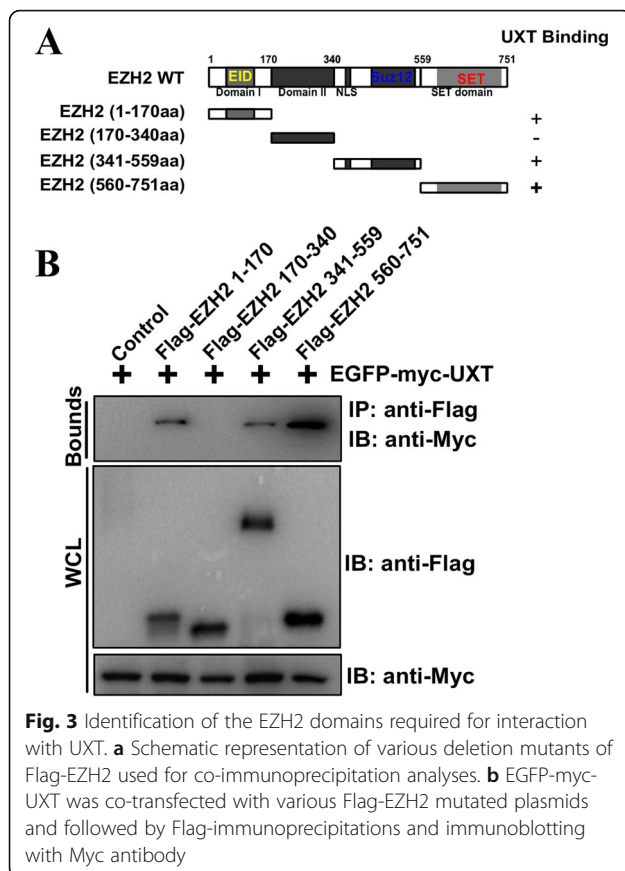 A
UXT Binding
1 170 340 559 751
EZH2 WT
EID Suz12 SET
Domain I Domain II NLS SET domain
EZH2 (1-170aa) +
EZH2 (170-340aa) -
EZH2 (341-559aa) +
EZH2 (560-751aa) +
B
Control
Flag-EZH2 1-170
Flag-EZH2 170-340
Flag-EZH2 341-559
Flag-EZH2 560-751
+ + + + + EGFP-myc-UXT
Bounds
IP: anti-Flag
IB: anti-Myc
WCL
IB: anti-Flag
IB: anti-Myc
Fig. 3 Identification of the EZH2 domains required for interaction
with UXT. a Schematic representation of various deletion mutants of
Flag-EZH2 used for co-immunoprecipitation analyses. b EGFP-myc-
UXT was co-transfected with various Flag-EZH2 mutated plasmids
and followed by Flag-immunoprecipitations and immunoblotting
with Myc antibody